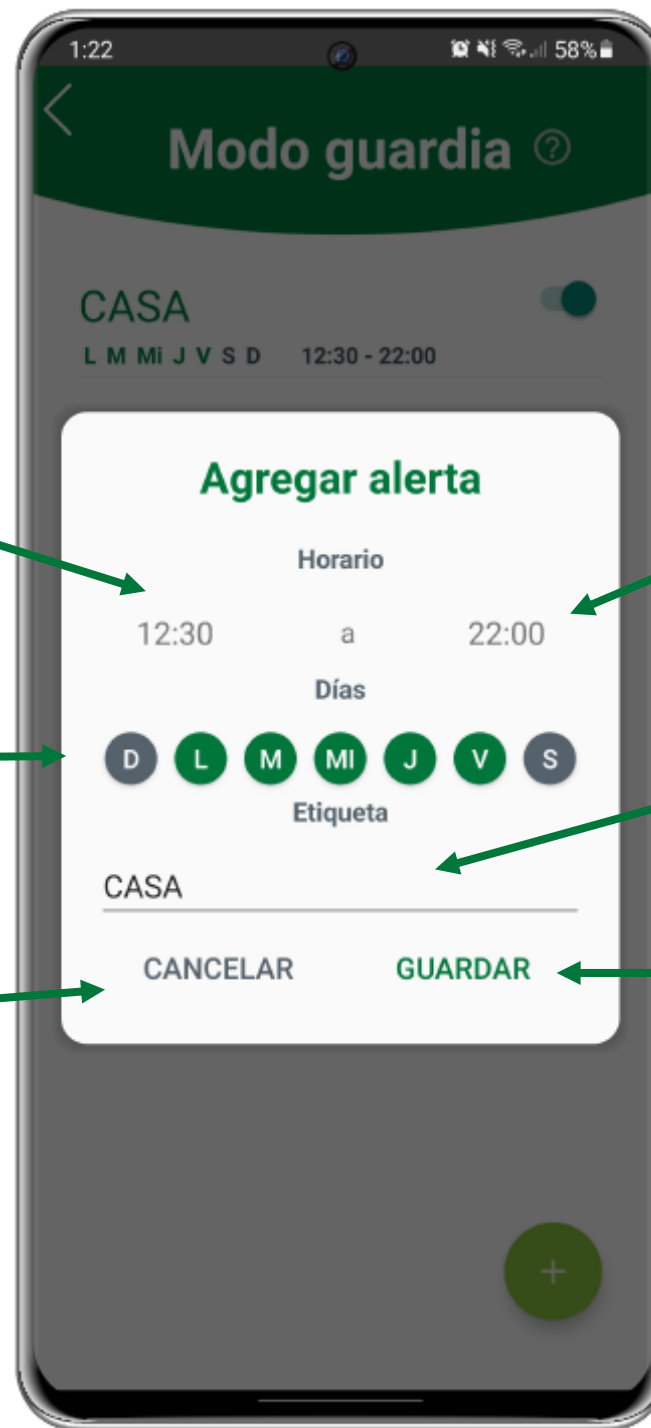 1:22 58%
Modo guardia ?
CASA
L M Mi J V S D 12:30 - 22:00
Agregar alerta
Horario
12:30 a 22:00
Días
D L M MI J V S
Etiqueta
CASA
CANCELAR GUARDAR
+